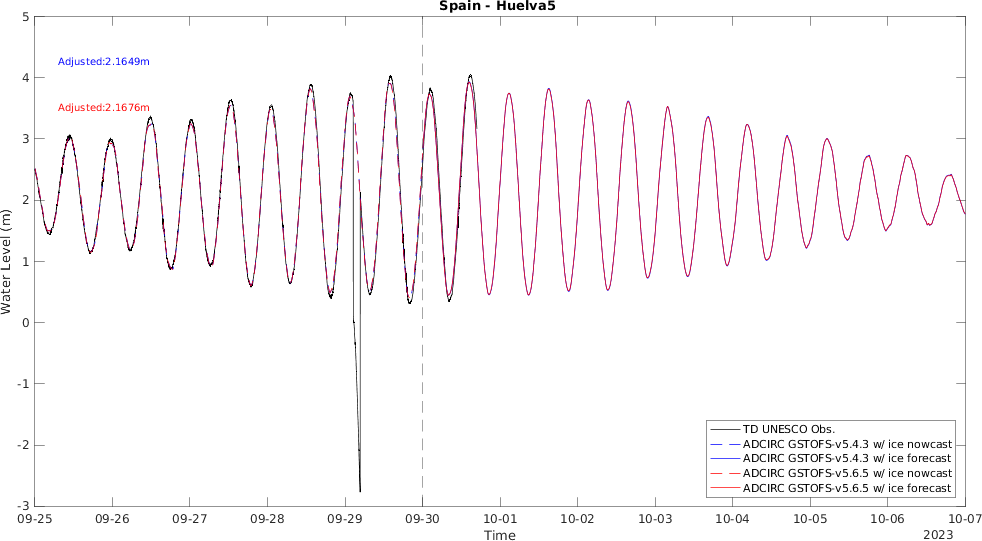 Spain - Huelva5
5
4
3
2
1
0
-1
-2
-3
Water Level (m)
Adjusted:2.1649m
Adjusted:2.1676m
TD UNESCO Obs.
ADCIRC GSTOFS-v5.4.3 w/ ice nowcast
ADCIRC GSTOFS-v5.4.3 w/ ice forecast
ADCIRC GSTOFS-v5.6.5 w/ ice nowcast
ADCIRC GSTOFS-v5.6.5 w/ ice forecast
09-25 09-26 09-27 09-28 09-29 09-30 10-01 10-02 10-03 10-04 10-05 10-06 10-07
Time
2023